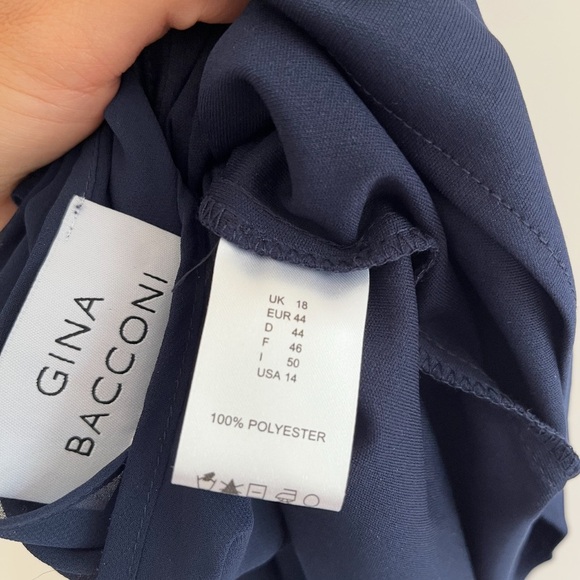 GINA
BACCONI
UK 18
EUR 44
D 44
F 46
I 50
USA 14
100% POLYESTER